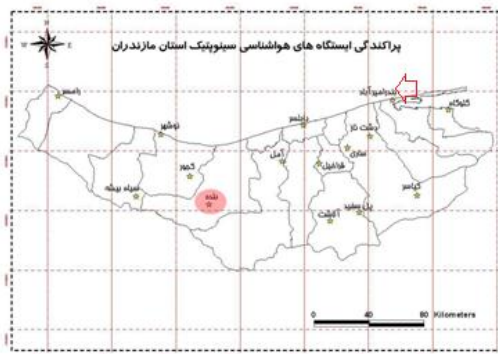 پراکندگی ایستگاه های هواشناسی سینوپتیک استان مازندران
N
W
E
S
رامسر
بندرامیرآباد
گلوگاه
نوشهر
بابلسر
دشت ناز
ساری
آمل
قراخیل
کجور
سیاه بیشه
بلده
کیاسر
پل سفید
آلاشت
0 40 80 Kilometers